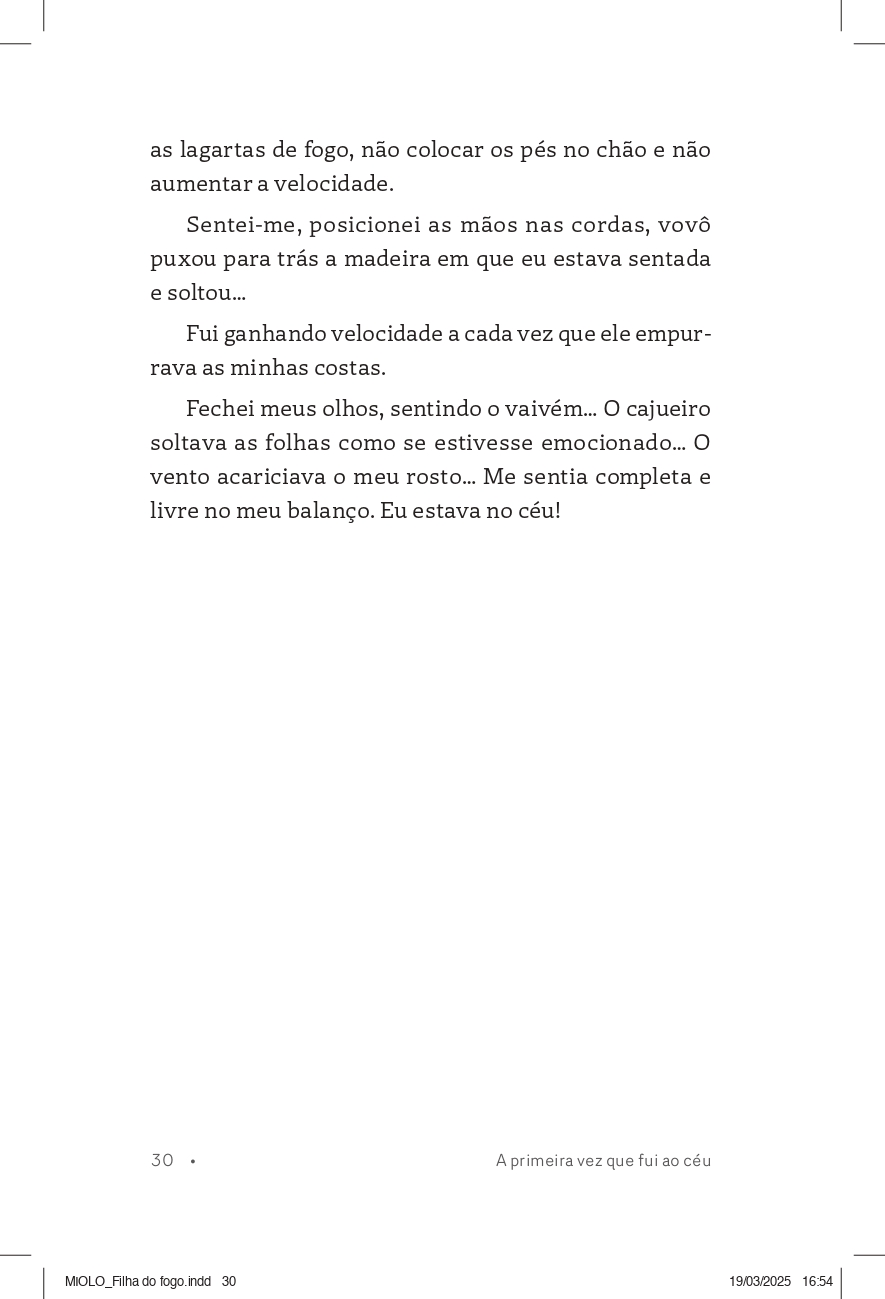 as lagartas de fogo, não colocar os pés no chão e não
aumentar a velocidade.
Sentei-me, posicionei as mãos nas cordas, vovô
puxou para trás a madeira em que eu estava sentada
e soltou...
Fui ganhando velocidade a cada vez que ele empur-
rava as minhas costas.
Fechei meus olhos, sentindo o vaivém... O cajueiro
soltava as folhas como se estivesse emocionado... O
vento acariciava o meu rosto... Me sentia completa e
livre no meu balanço. Eu estava no céu!
30 • A primeira vez que fui ao céu
MIOLO_Filha do fogo.indd 30 19/03/2025 16:54